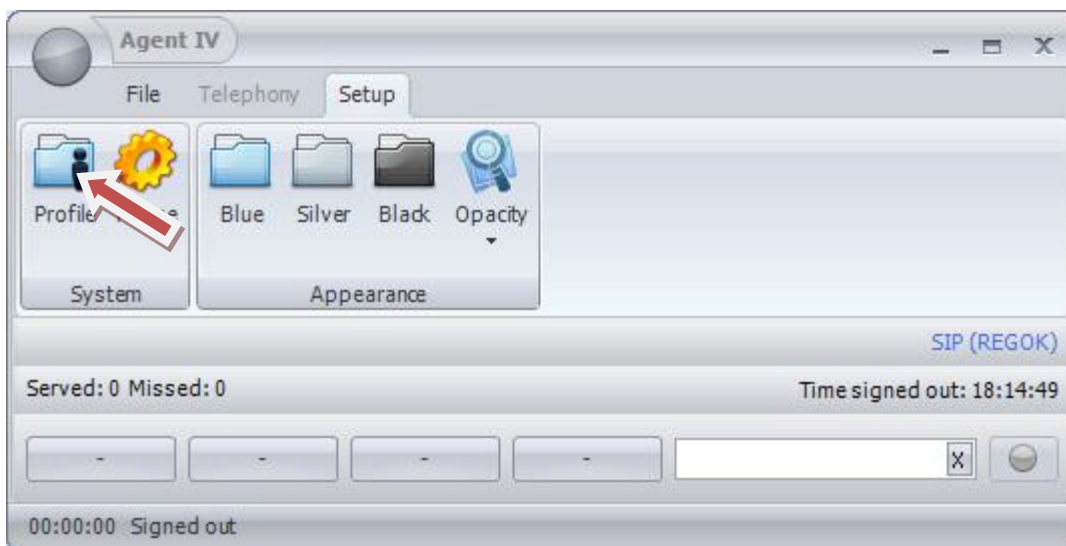 Agent IV
File Telephony Setup
Profile
Blue Silver Black Opacity
System Appearance
SIP (REGOK)
Served: 0 Missed: 0 Time signed out: 18:14:49
- - - - X
00:00:00 Signed out